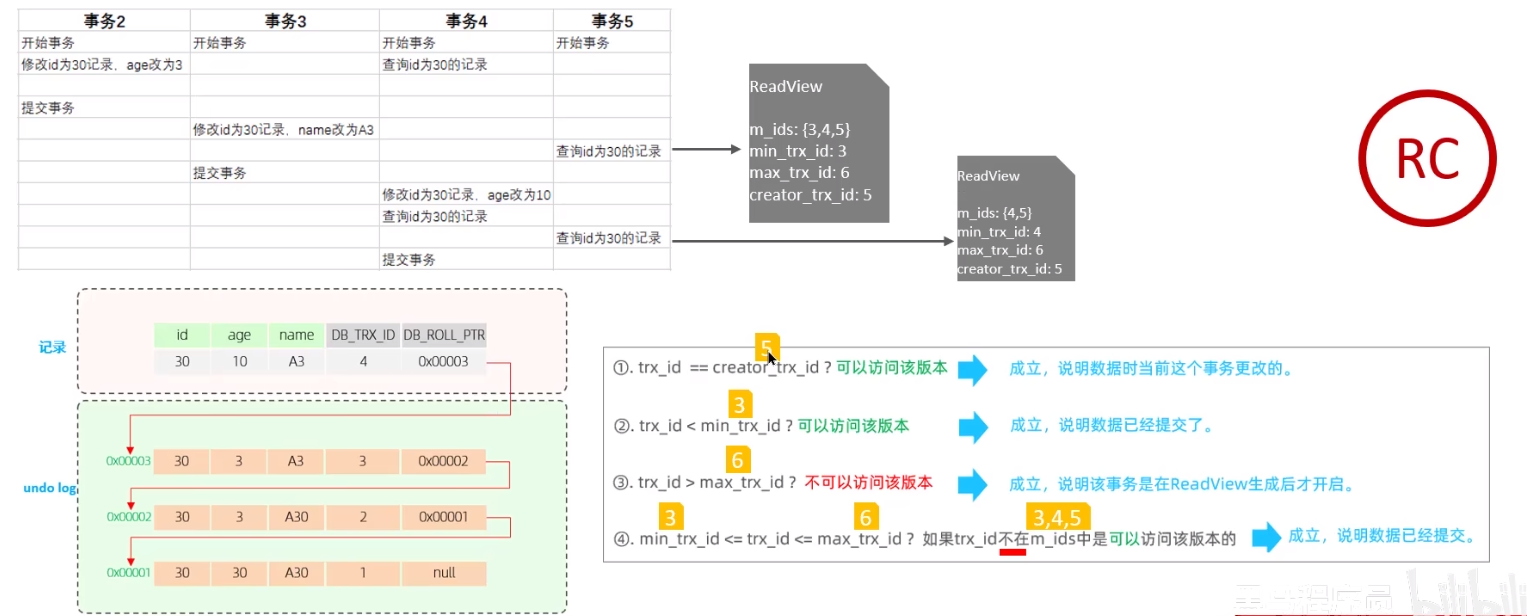 事务2 事务3 事务4 事务5
开始事务 开始事务 开始事务 开始事务
修改id为30记录、age改为3 查询id为30的记录
提交事务
修改id为30记录、name改为A3
查询id为30的记录
提交事务
修改id为30记录、age改为10
查询id为30的记录
查询id为30的记录
提交事务
ReadView
m_ids: {3,4,5}
min_trx_id: 3
max_trx_id: 6
creator_trx_id: 5
ReadView
m_ids: {4,5}
min_trx_id: 4
max_trx_id: 6
creator_trx_id: 5
RC
记录
id age name DB_TRX_ID DB_ROLL_PTR
30 10 A3 4 0x00003
undo log
0x00003 30 3 A3 3 0x00002
0x00002 30 3 A30 2 0x00001
0x00001 30 30 A30 1 null
5
①. trx_id == creator_trx_id ? 可以访问该版本 成立，说明数据时当前这个事务更改的。
3
②. trx_id < min_trx_id ? 可以访问该版本 成立，说明数据已经提交了。
6
③. trx_id > max_trx_id ? 不可以访问该版本 成立，说明该事务是在ReadView生成后才开启。
3 6 3,4,5
④. min_trx_id <= trx_id <= max_trx_id ? 如果trx_id不在m_ids中是可以访问该版本的 成立，说明数据已经提交。
bilibili